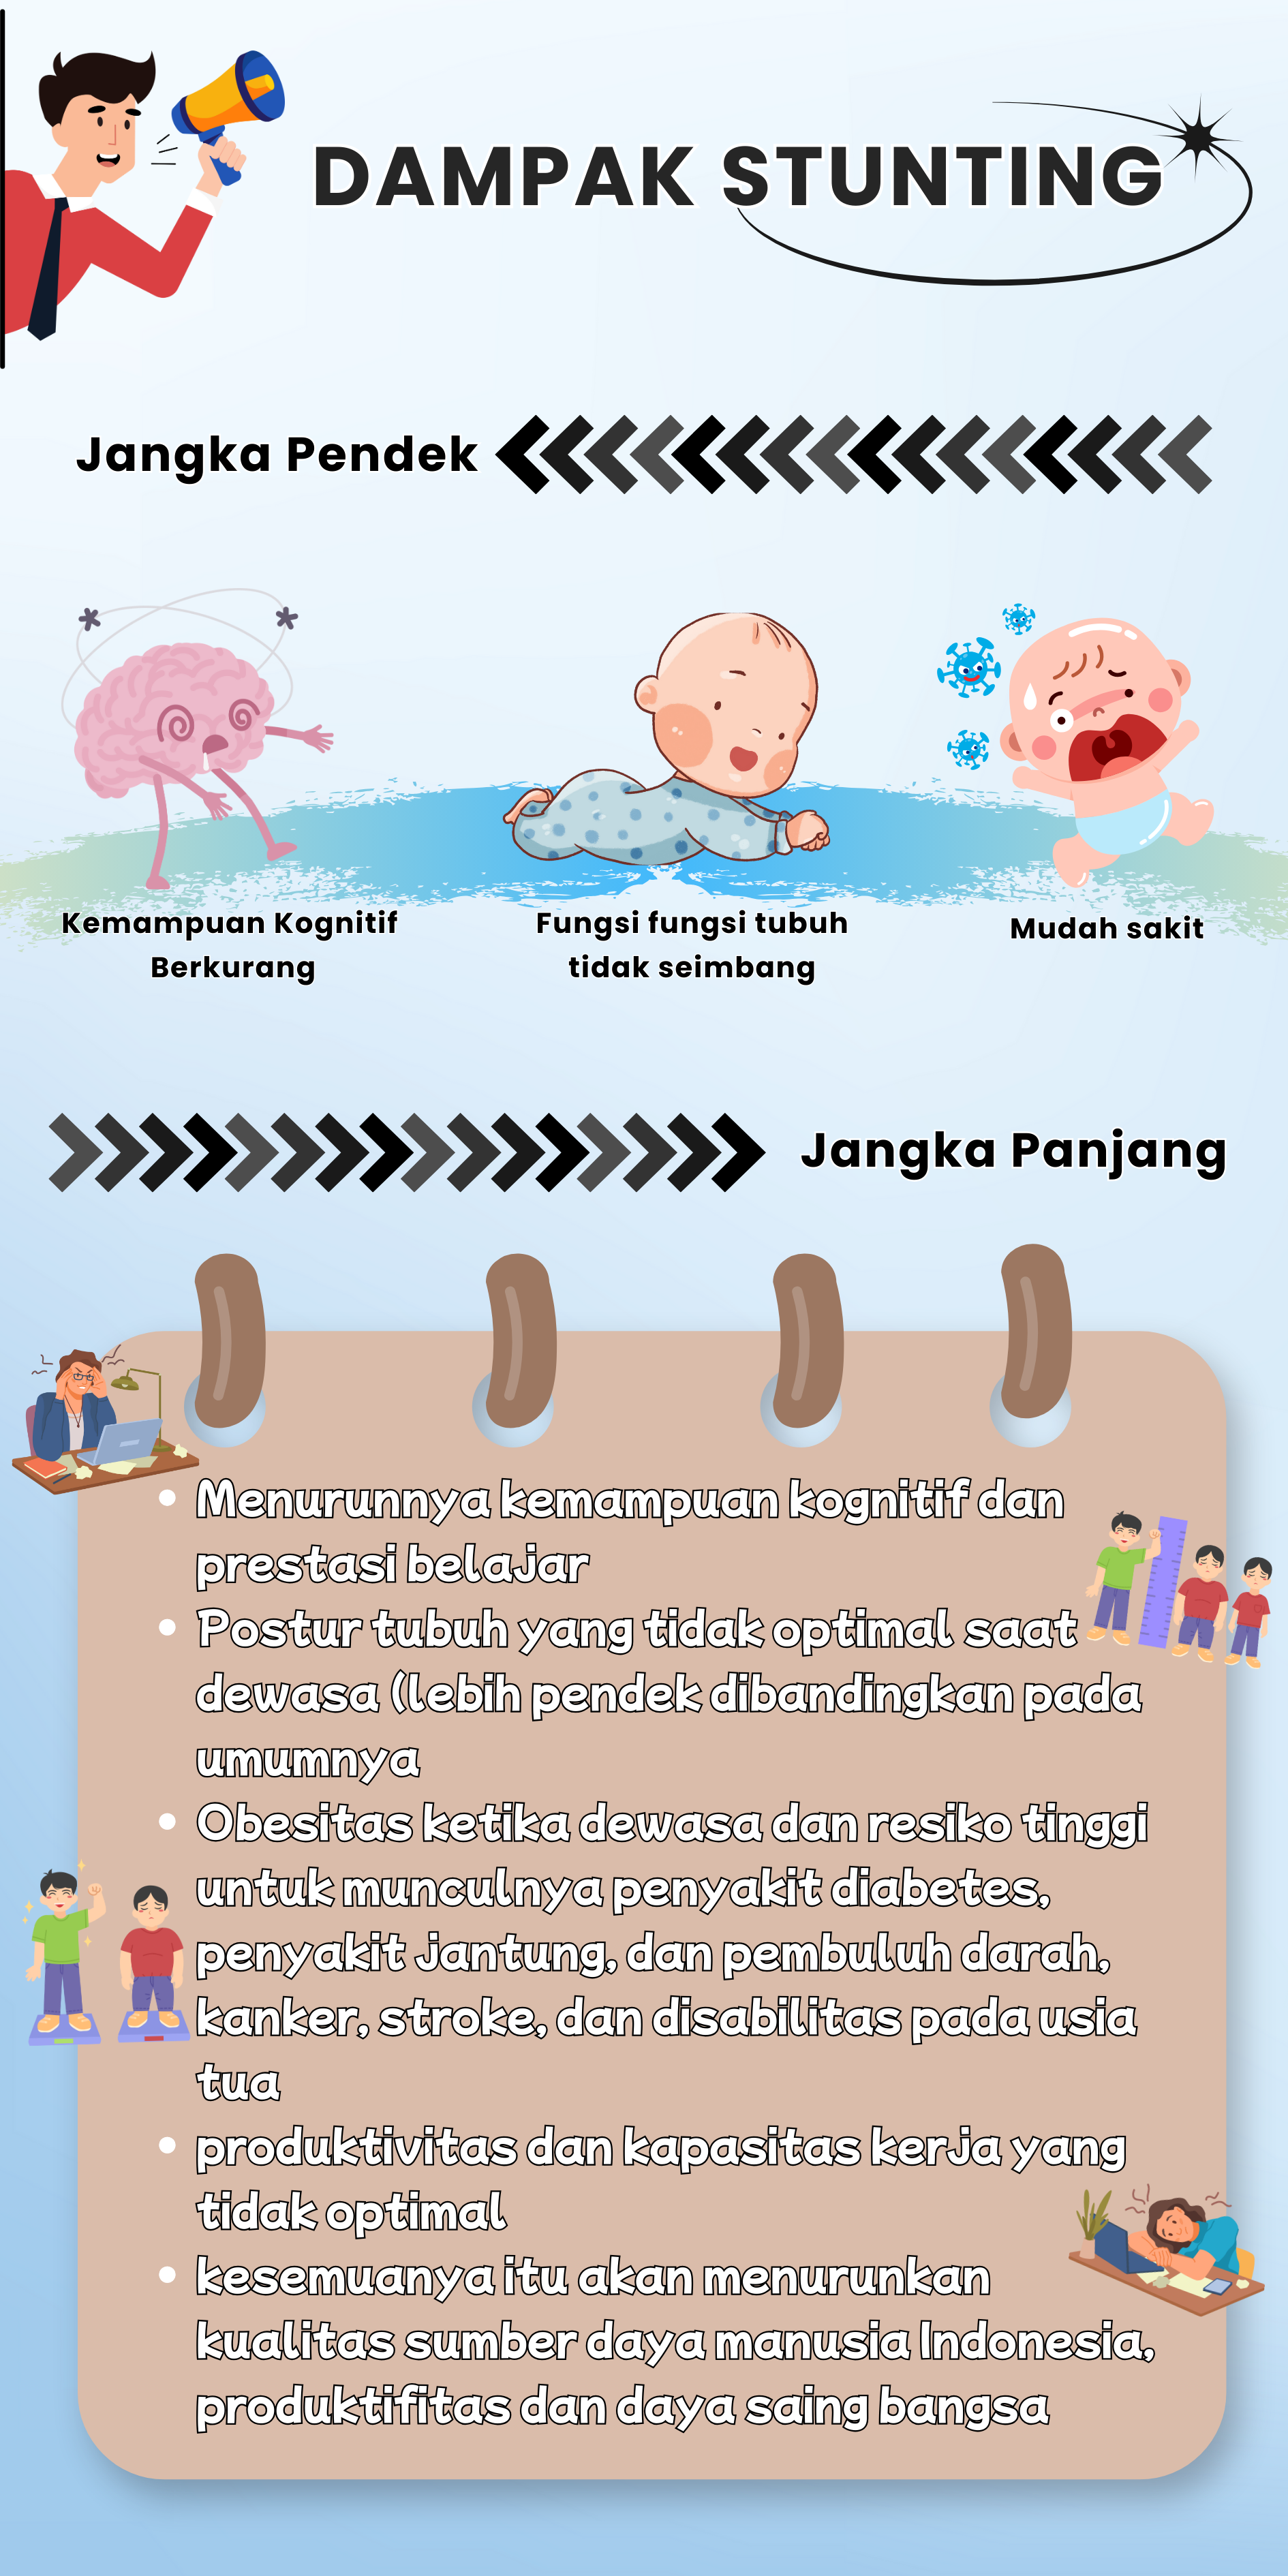 DAMPAK STUNTING
Jangka Pendek
Kemampuan Kognitif
Berkurang
Fungsi fungsi tubuh
tidak seimbang
Mudah sakit
Jangka Panjang
• Menurunnya kemampuan kognitif dan
prestasi belajar
• Postur tubuh yang tidak optimal saat
dewasa (lebih pendek dibandingkan pada
umumnya
• Obesitas ketika dewasa dan resiko tinggi
untuk munculnya penyakit diabetes,
penyakit jantung, dan pembuluh darah,
kanker, stroke, dan disabilitas pada usia
tua
• produktivitas dan kapasitas kerja yang
tidak optimal
• kesemuanya itu akan menurunkan
kualitas sumber daya manusia Indonesia,
produktifitas dan daya saing bangsa